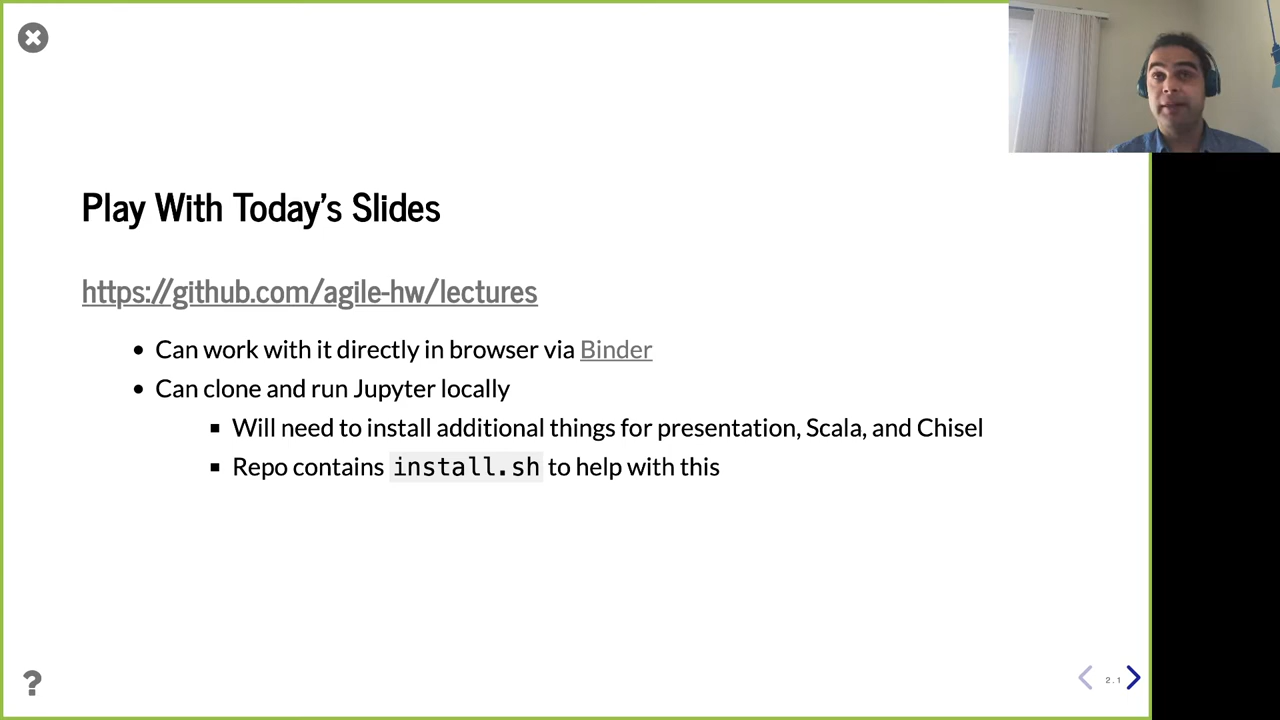 Play With Today's Slides
https://github.com/agile-hw/lectures
Can work with it directly in browser via Binder
Can clone and run Jupyter locally
Will need to install additional things for presentation, Scala, and Chisel
Repo contains install.sh to help with this
?
2.1